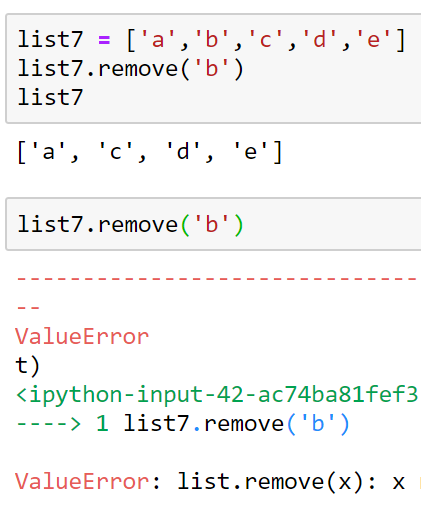 list7 = ['a','b','c','d','e']
list7.remove('b')
list7
['a', 'c', 'd', 'e']
list7.remove('b')
------------------------------
--
ValueError
t)
<ipython-input-42-ac74ba81fef3
----> 1 list7.remove('b')
ValueError: list.remove(x): x